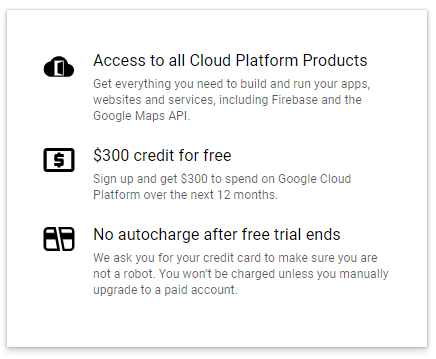 Access to all Cloud Platform Products
Get everything you need to build and run your apps,
websites and services, including Firebase and the
Google Maps API.
$300 credit for free
Sign up and get $300 to spend on Google Cloud
Platform over the next 12 months.
No autocharge after free trial ends
We ask you for your credit card to make sure you are
not a robot. You won't be charged unless you manually
upgrade to a paid account.